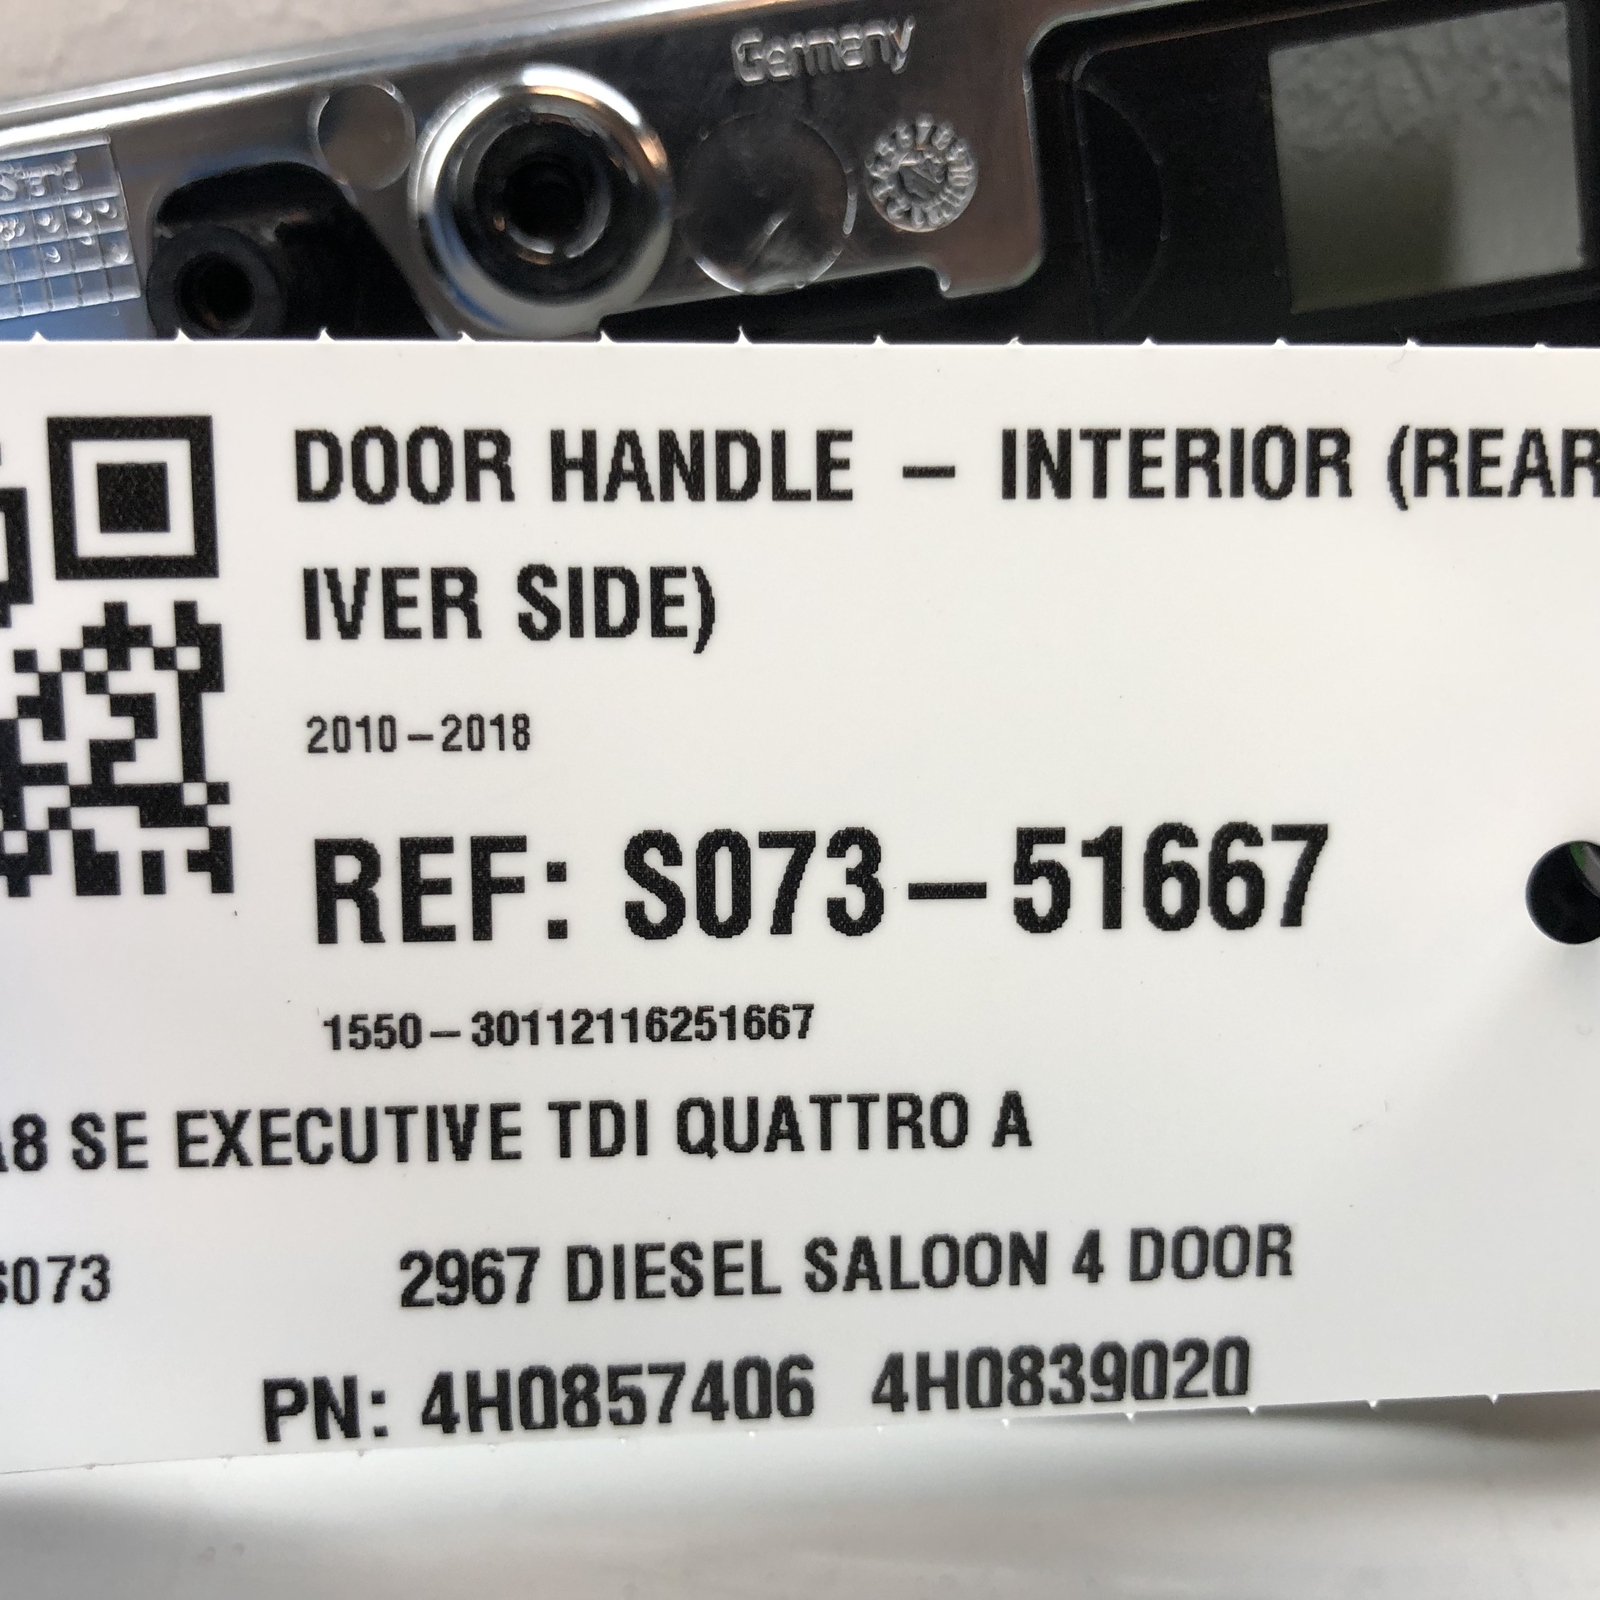 Germany
DOOR HANDLE - INTERIOR (REAR
IVER SIDE)
2010-2018
REF: S073-51667
1550-30112116251667
A8 SE EXECUTIVE TDI QUATTRO A
S073 2967 DIESEL SALOON 4 DOOR
PN: 4H0857406 4H0839020